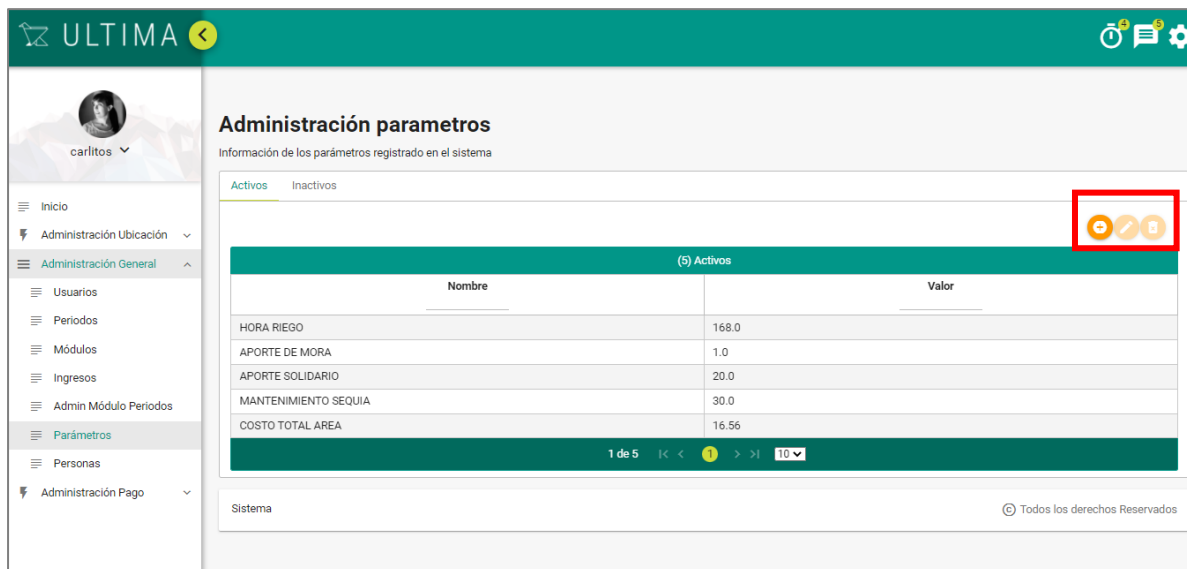 ULTIMA
4
5
carlitos
Inicio
Administración Ubicación
Administración General
Usuarios
Periodos
Módulos
Ingresos
Admin Módulo Periodos
Parámetros
Personas
Administración Pago
Administración parametros
Información de los parámetros registrado en el sistema
Activos Inactivos
(5) Activos
Nombre Valor
HORA RIEGO 168.0
APORTE DE MORA 1.0
APORTE SOLIDARIO 20.0
MANTENIMIENTO SEQUIA 30.0
COSTO TOTAL AREA 16.56
1 de 5 1 10
Sistema © Todos los derechos Reservados